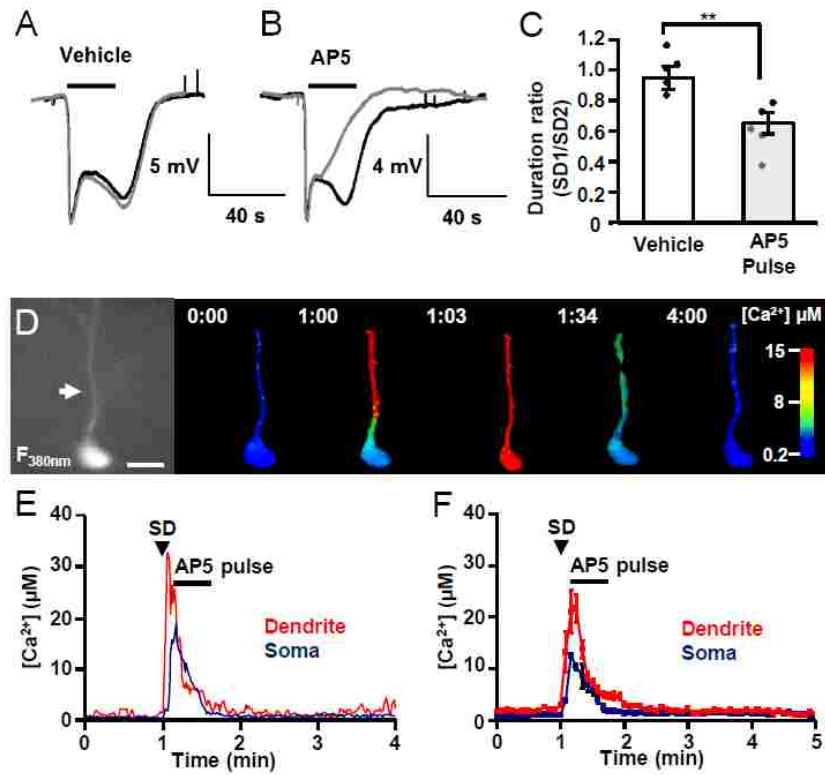 A
Vehicle
5 mV
40 s
B
AP5
4 mV
40 s
C
**
Duration ratio
(SD1/SD2)
1.2
1.0
0.8
0.6
0.4
0.2
0
Vehicle
AP5
Pulse
D
F380nm
0:00 1:00 1:03 1:34 4:00 [Ca²⁺] µM
15
8
0.2
E
[Ca²⁺] (µM)
40
30
20
10
0
SD
AP5 pulse
Dendrite
Soma
0 1 2 3 4
Time (min)
F
[Ca²⁺] (µM)
40
30
20
10
0
SD
AP5 pulse
Dendrite
Soma
0 1 2 3 4 5
Time (min)